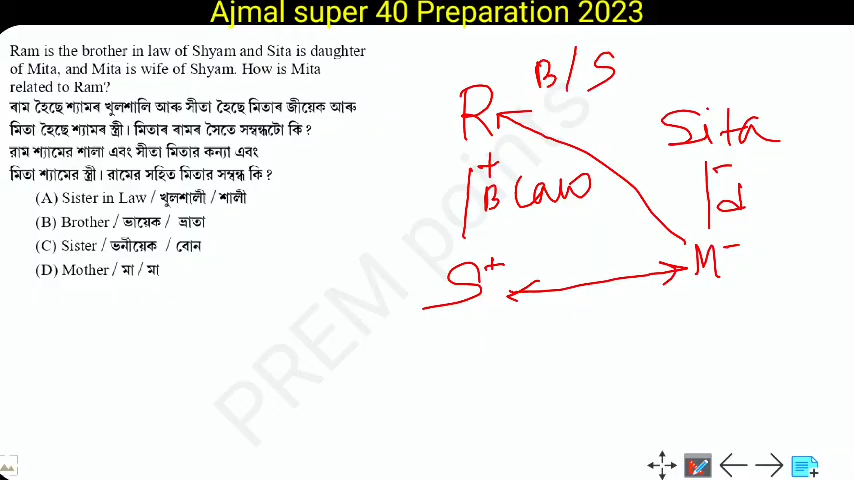 Ajmal super 40 Preparation 2023
Ram is the brother in law of Shyam and Sita is daughter
of Mita, and Mita is wife of Shyam. How is Mita
related to Ram?
ৰাম হৈছে শ্যামৰ খুলশালি আৰু সীতা হৈছে মিতাৰ জীয়েক আৰু
মিতা হৈছে শ্যামৰ স্ত্ৰী। মিতাৰ ৰামৰ সৈতে সম্বন্ধটো কি ?
রাম শ্যামের শালা এবং সীতা মিতার কন্যা এবং
মিতা শ্যামের স্ত্রী। রামের সহিত মিতার সম্বন্ধ কি ?
(A) Sister in Law / খুলশালী / শালী
(B) Brother / ভায়েক / ভ্রাতা
(C) Sister / ভনীয়েক / বোন
(D) Mother / মা / মা
B / S
R
Sita
+
B (aw)
-
d
S +
M -
PREM point's